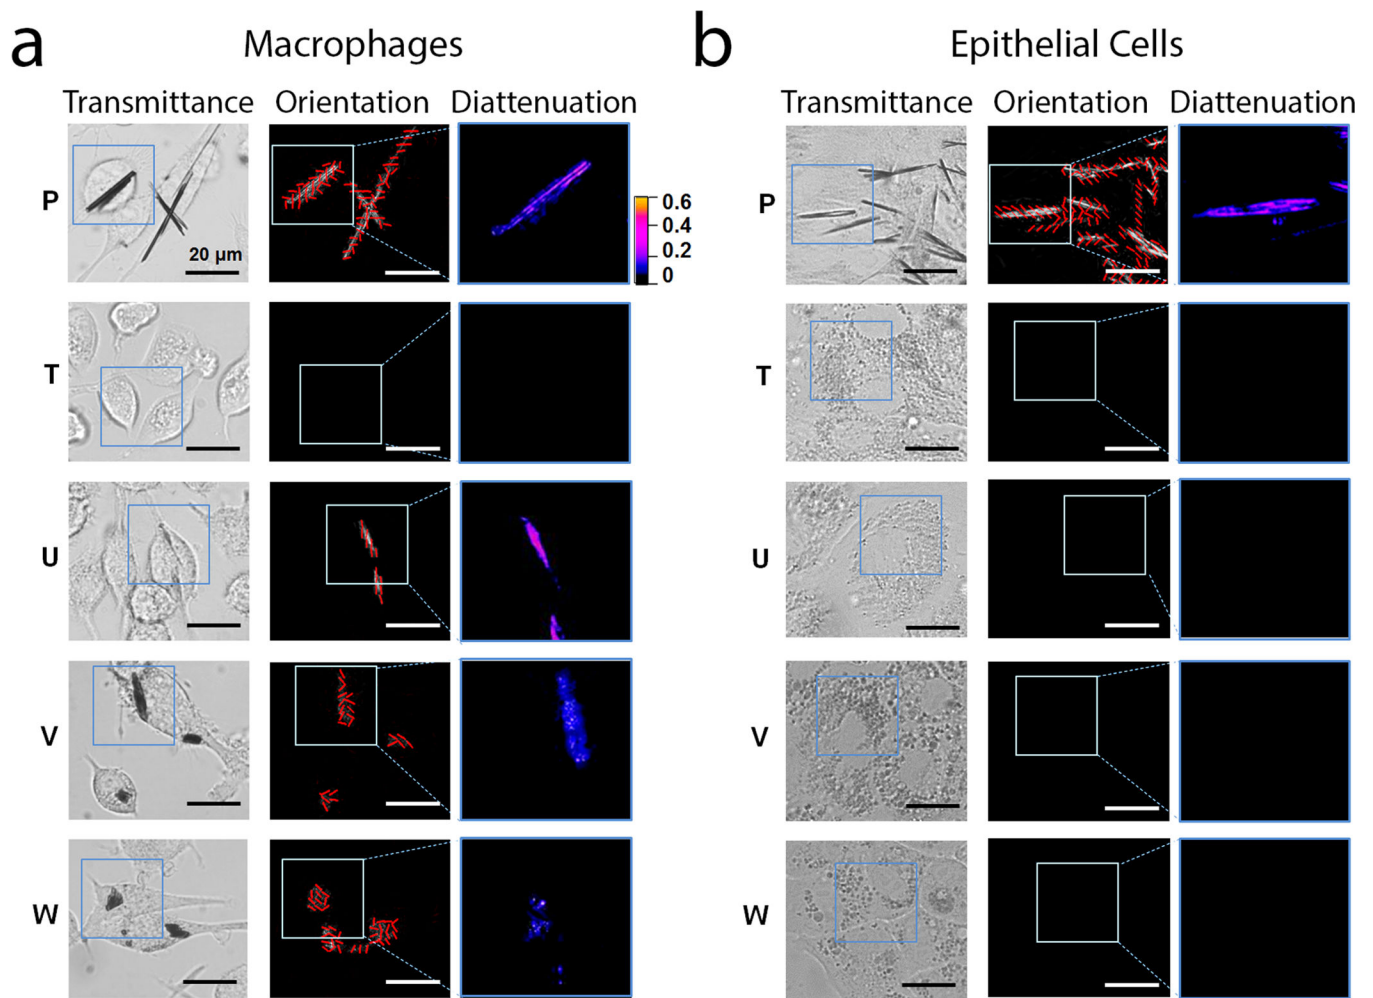 a Macrophages b Epithelial Cells
Transmittance Orientation Diattenuation Transmittance Orientation Diattenuation
P 20 µm 0.6 P
0.4
0.2
0
T T
U U
V V
W W